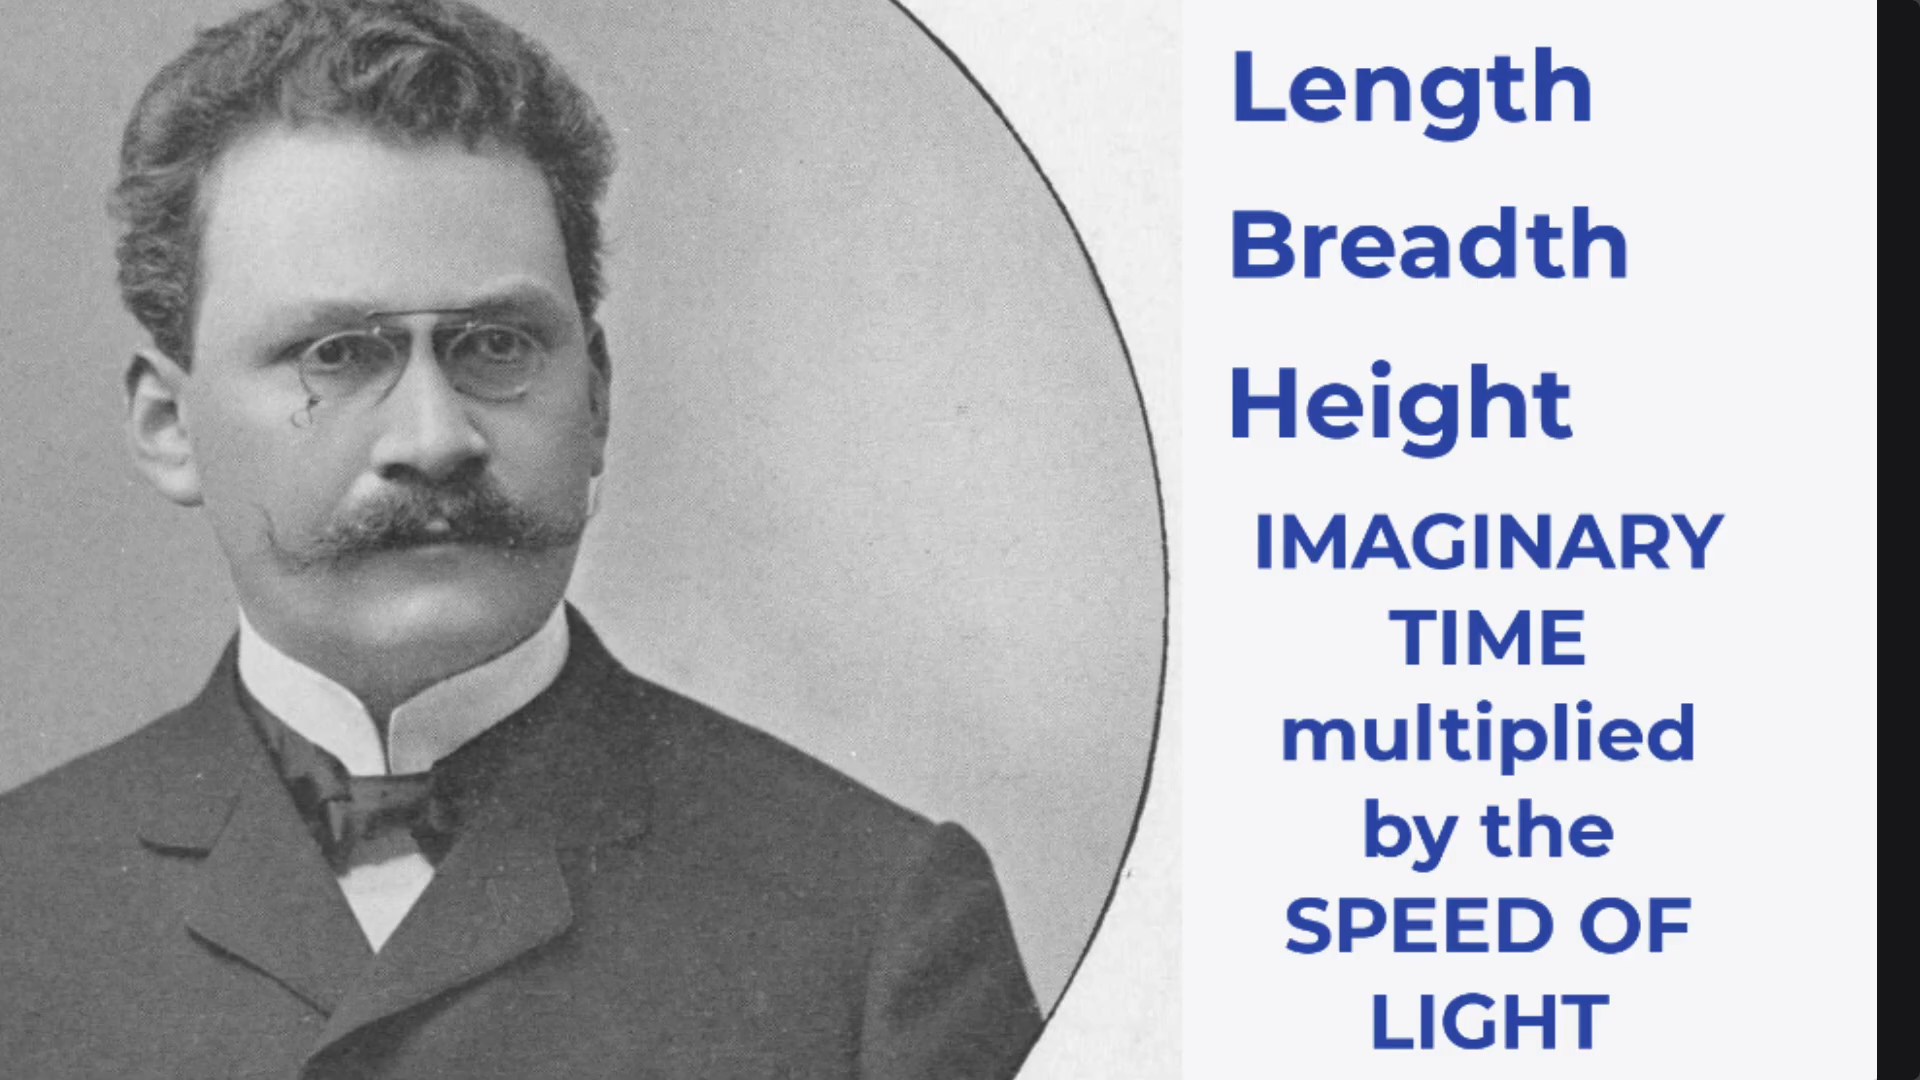 Length
Breadth
Height
IMAGINARY
TIME
multiplied
by the
SPEED OF
LIGHT